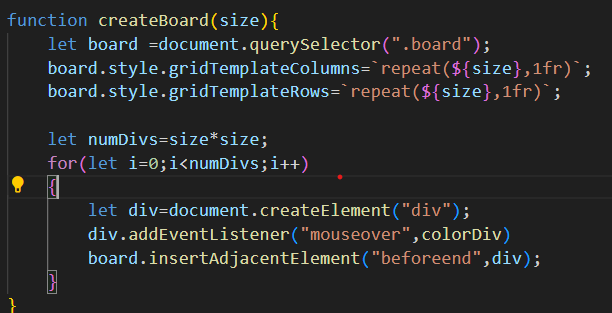 function createBoard(size){
    let board =document.querySelector(".board");
    board.style.gridTemplateColumns=`repeat(${size},1fr)`;
    board.style.gridTemplateRows=`repeat(${size},1fr)`;

    let numDivs=size*size;
    for(let i=0;i<numDivs;i++)
    {
        let div=document.createElement("div");
        div.addEventListener("mouseover",colorDiv)
        board.insertAdjacentElement("beforeend",div);
    }
}